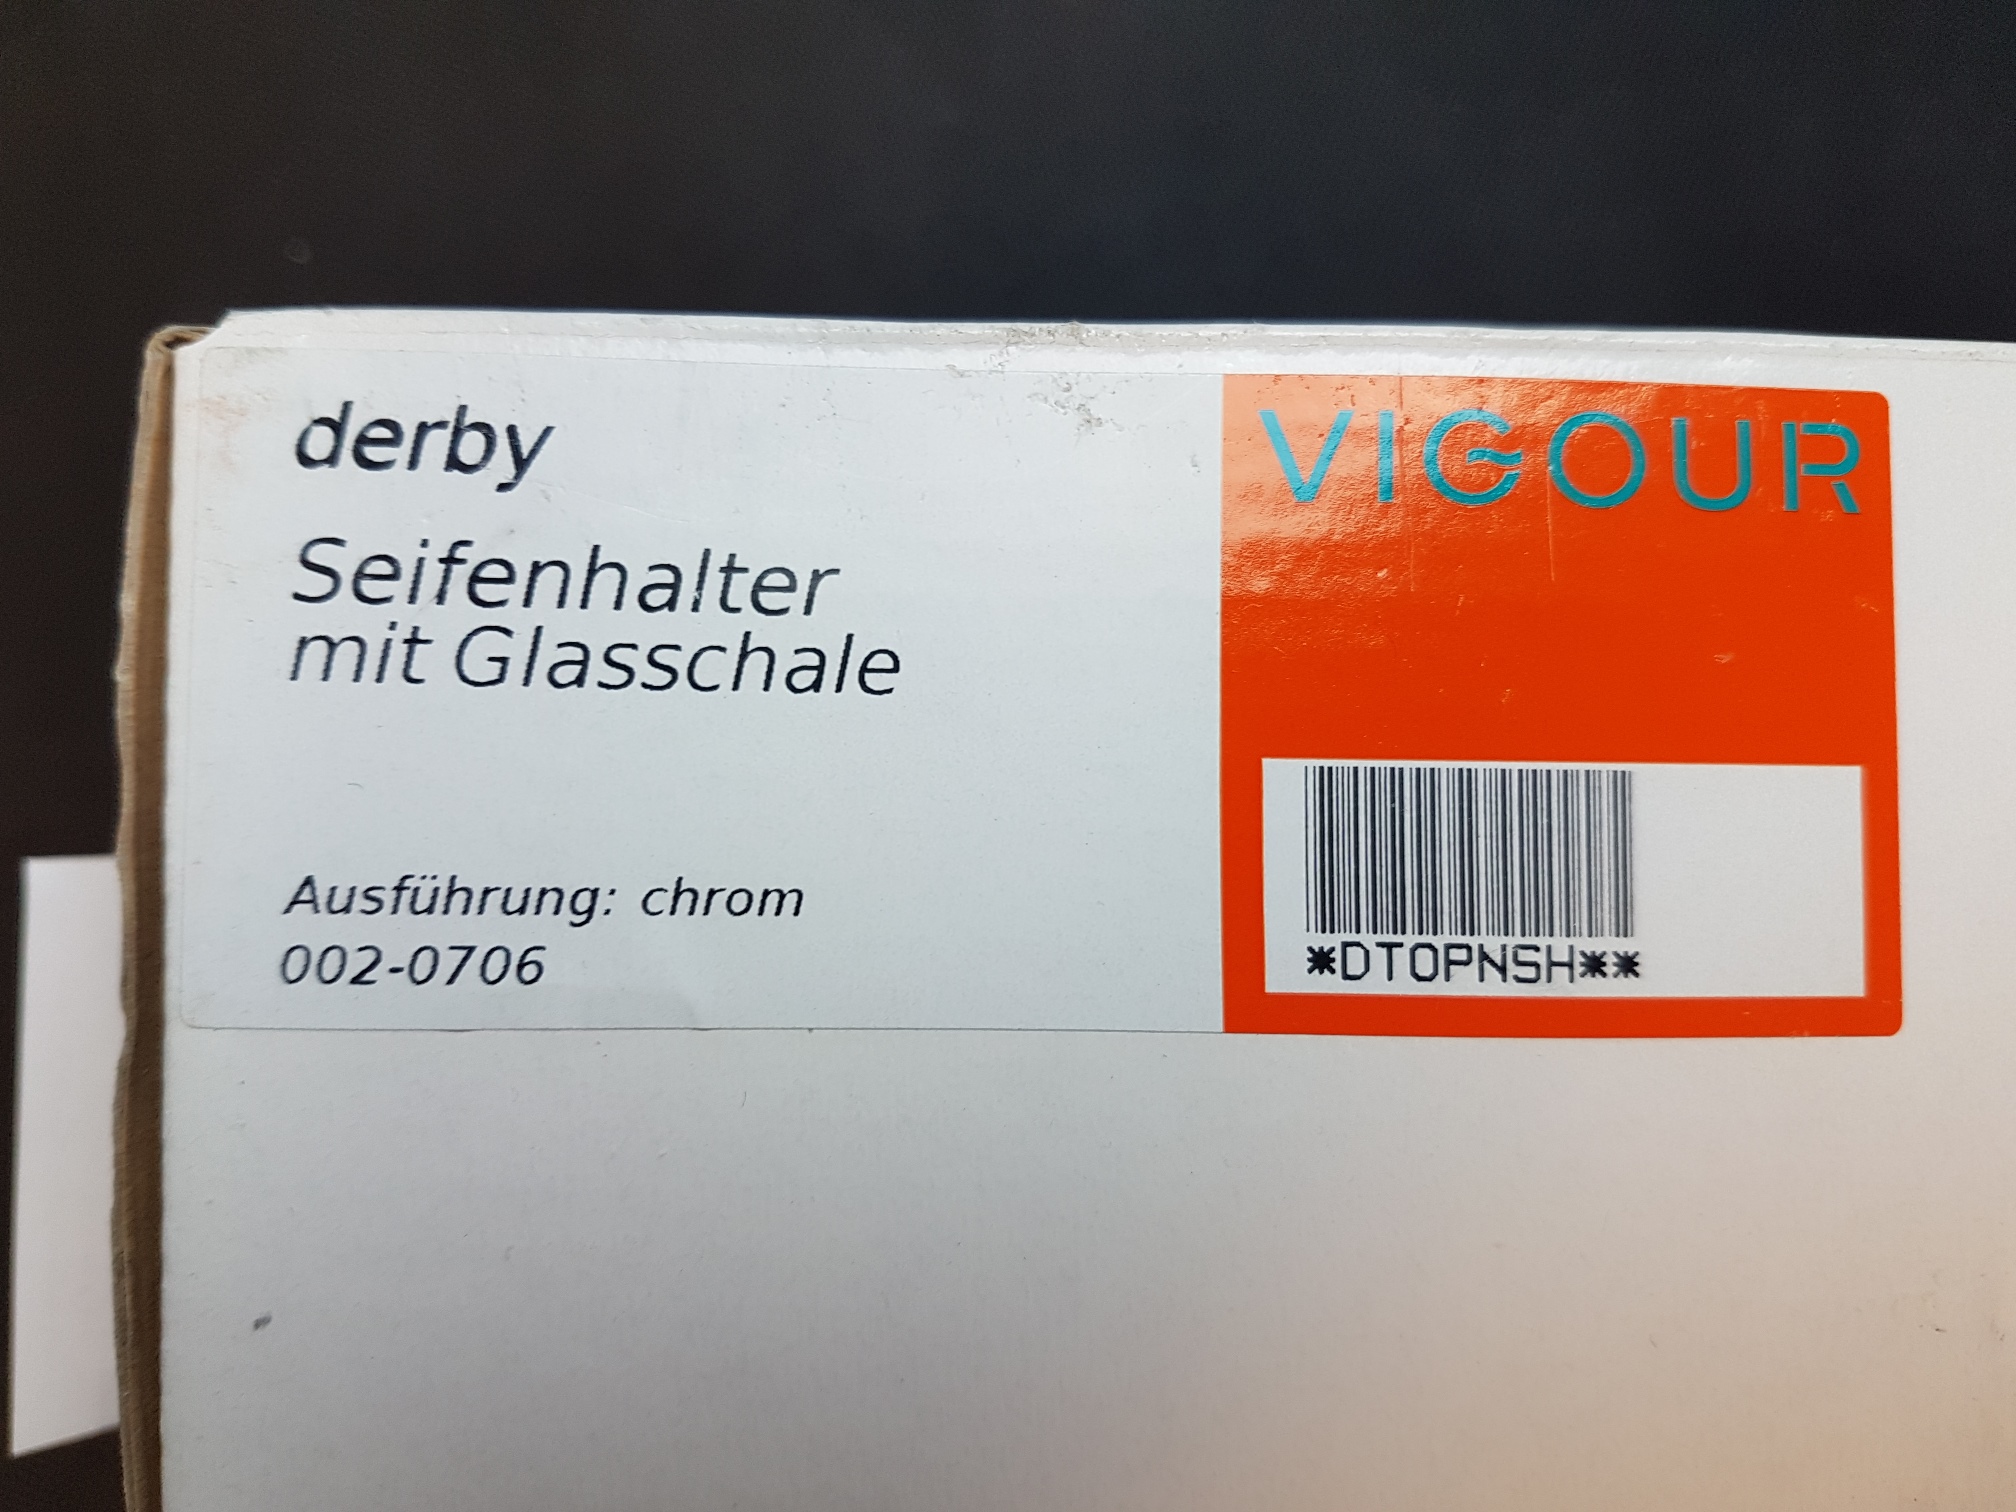 derby
Seifenhalter
mit Glasschale
Ausführung: chrom
002-0706
VIGOUR
*DTOPNSH**